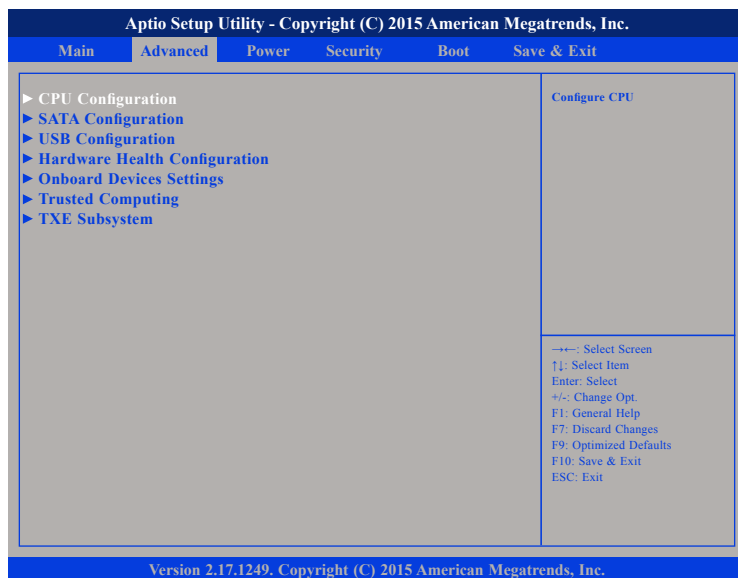 Aptio Setup Utility - Copyright (C) 2015 American Megatrends, Inc.
Main Advanced Power Security Boot Save & Exit
► CPU Configuration
► SATA Configuration
► USB Configuration
► Hardware Health Configuration
► Onboard Devices Settings
► Trusted Computing
► TXE Subsystem
Configure CPU
→←: Select Screen
↑↓: Select Item
Enter: Select
+/-: Change Opt.
F1: General Help
F7: Discard Changes
F9: Optimized Defaults
F10: Save & Exit
ESC: Exit
Version 2.17.1249. Copyright (C) 2015 American Megatrends, Inc.